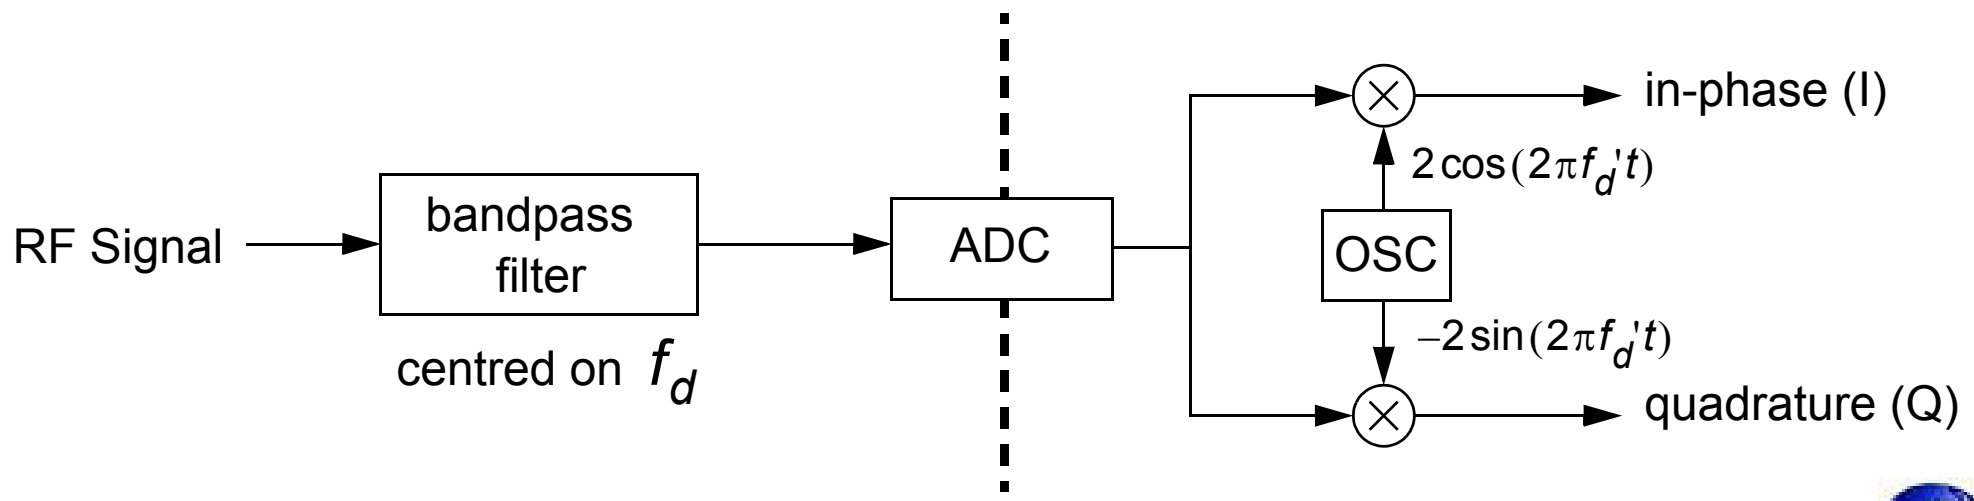 RF Signal
bandpass
filter
centred on f_d
ADC
OSC
2cos(2πf_d't)
−2sin(2πf_d't)
in-phase (I)
quadrature (Q)